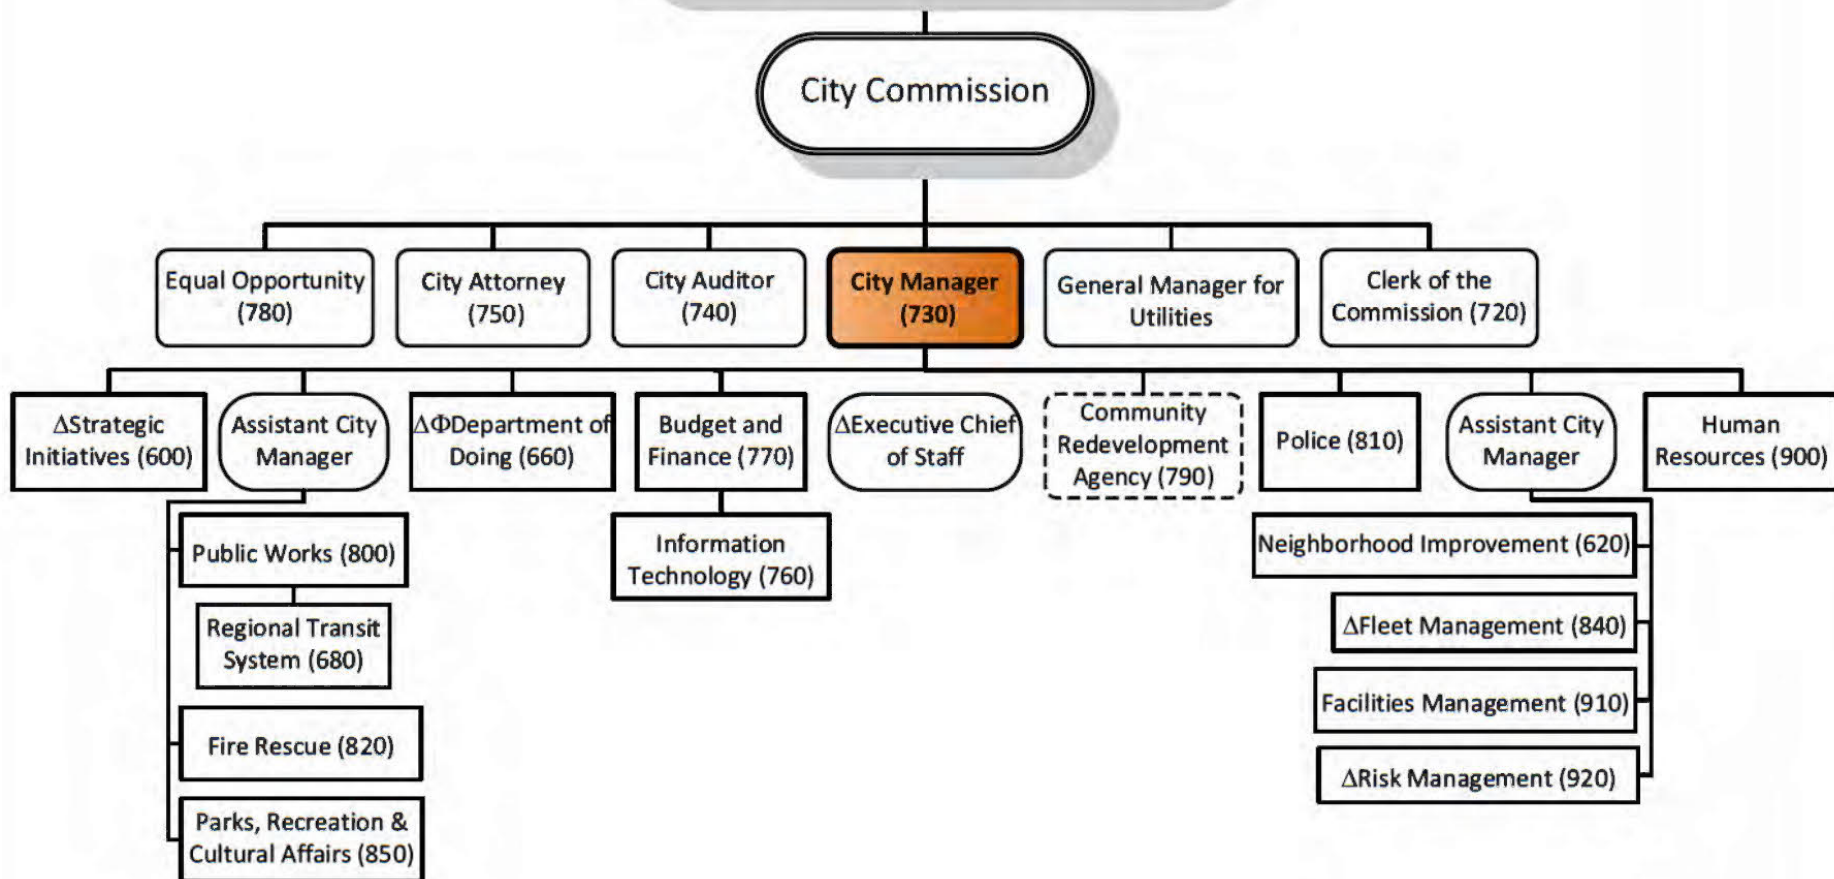 City Commission
Equal Opportunity
(780)
City Attorney
(750)
City Auditor
(740)
City Manager
(730)
General Manager for
Utilities
Clerk of the
Commission (720)
ΔStrategic
Initiatives (600)
Assistant City
Manager
ΔΦDepartment of
Doing (660)
Budget and
Finance (770)
ΔExecutive Chief
of Staff
Community
Redevelopment
Agency (790)
Police (810)
Assistant City
Manager
Human
Resources (900)
Public Works (800)
Regional Transit
System (680)
Fire Rescue (820)
Parks, Recreation &
Cultural Affairs (850)
Information
Technology (760)
Neighborhood Improvement (620)
ΔFleet Management (840)
Facilities Management (910)
ΔRisk Management (920)